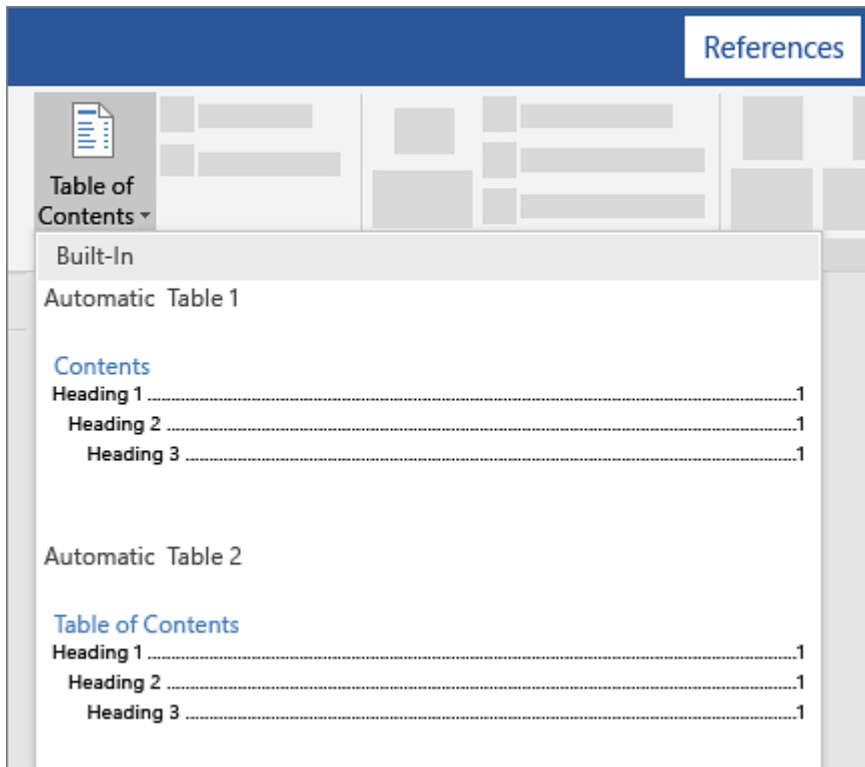 References
Table of
Contents
Built-In
Automatic Table 1
Contents
Heading 1 ........ 1
Heading 2 ........ 1
Heading 3 ........ 1
Automatic Table 2
Table of Contents
Heading 1 ........ 1
Heading 2 ........ 1
Heading 3 ........ 1